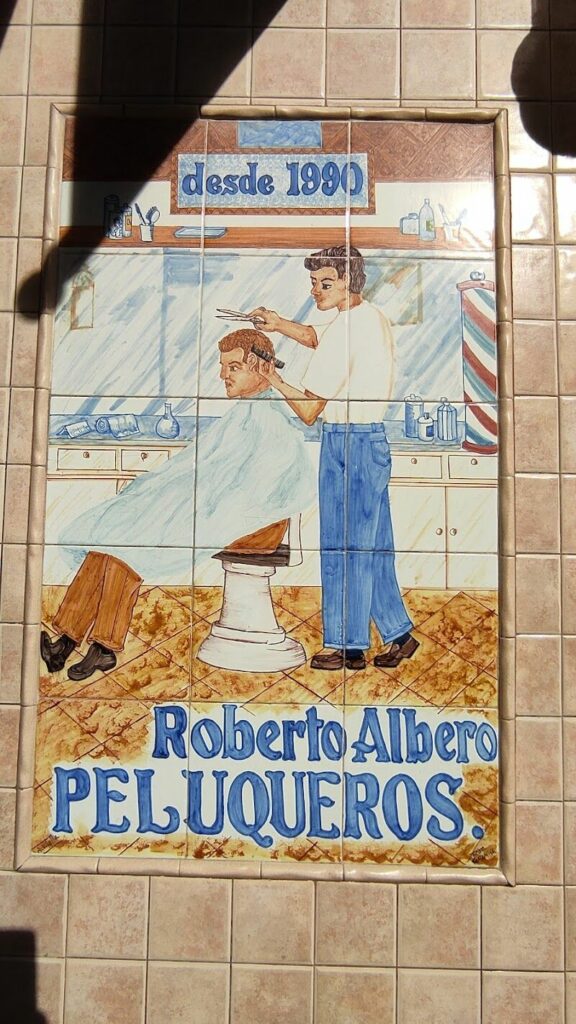 desde 1990
Roberto Albero
PELUQUEROS.